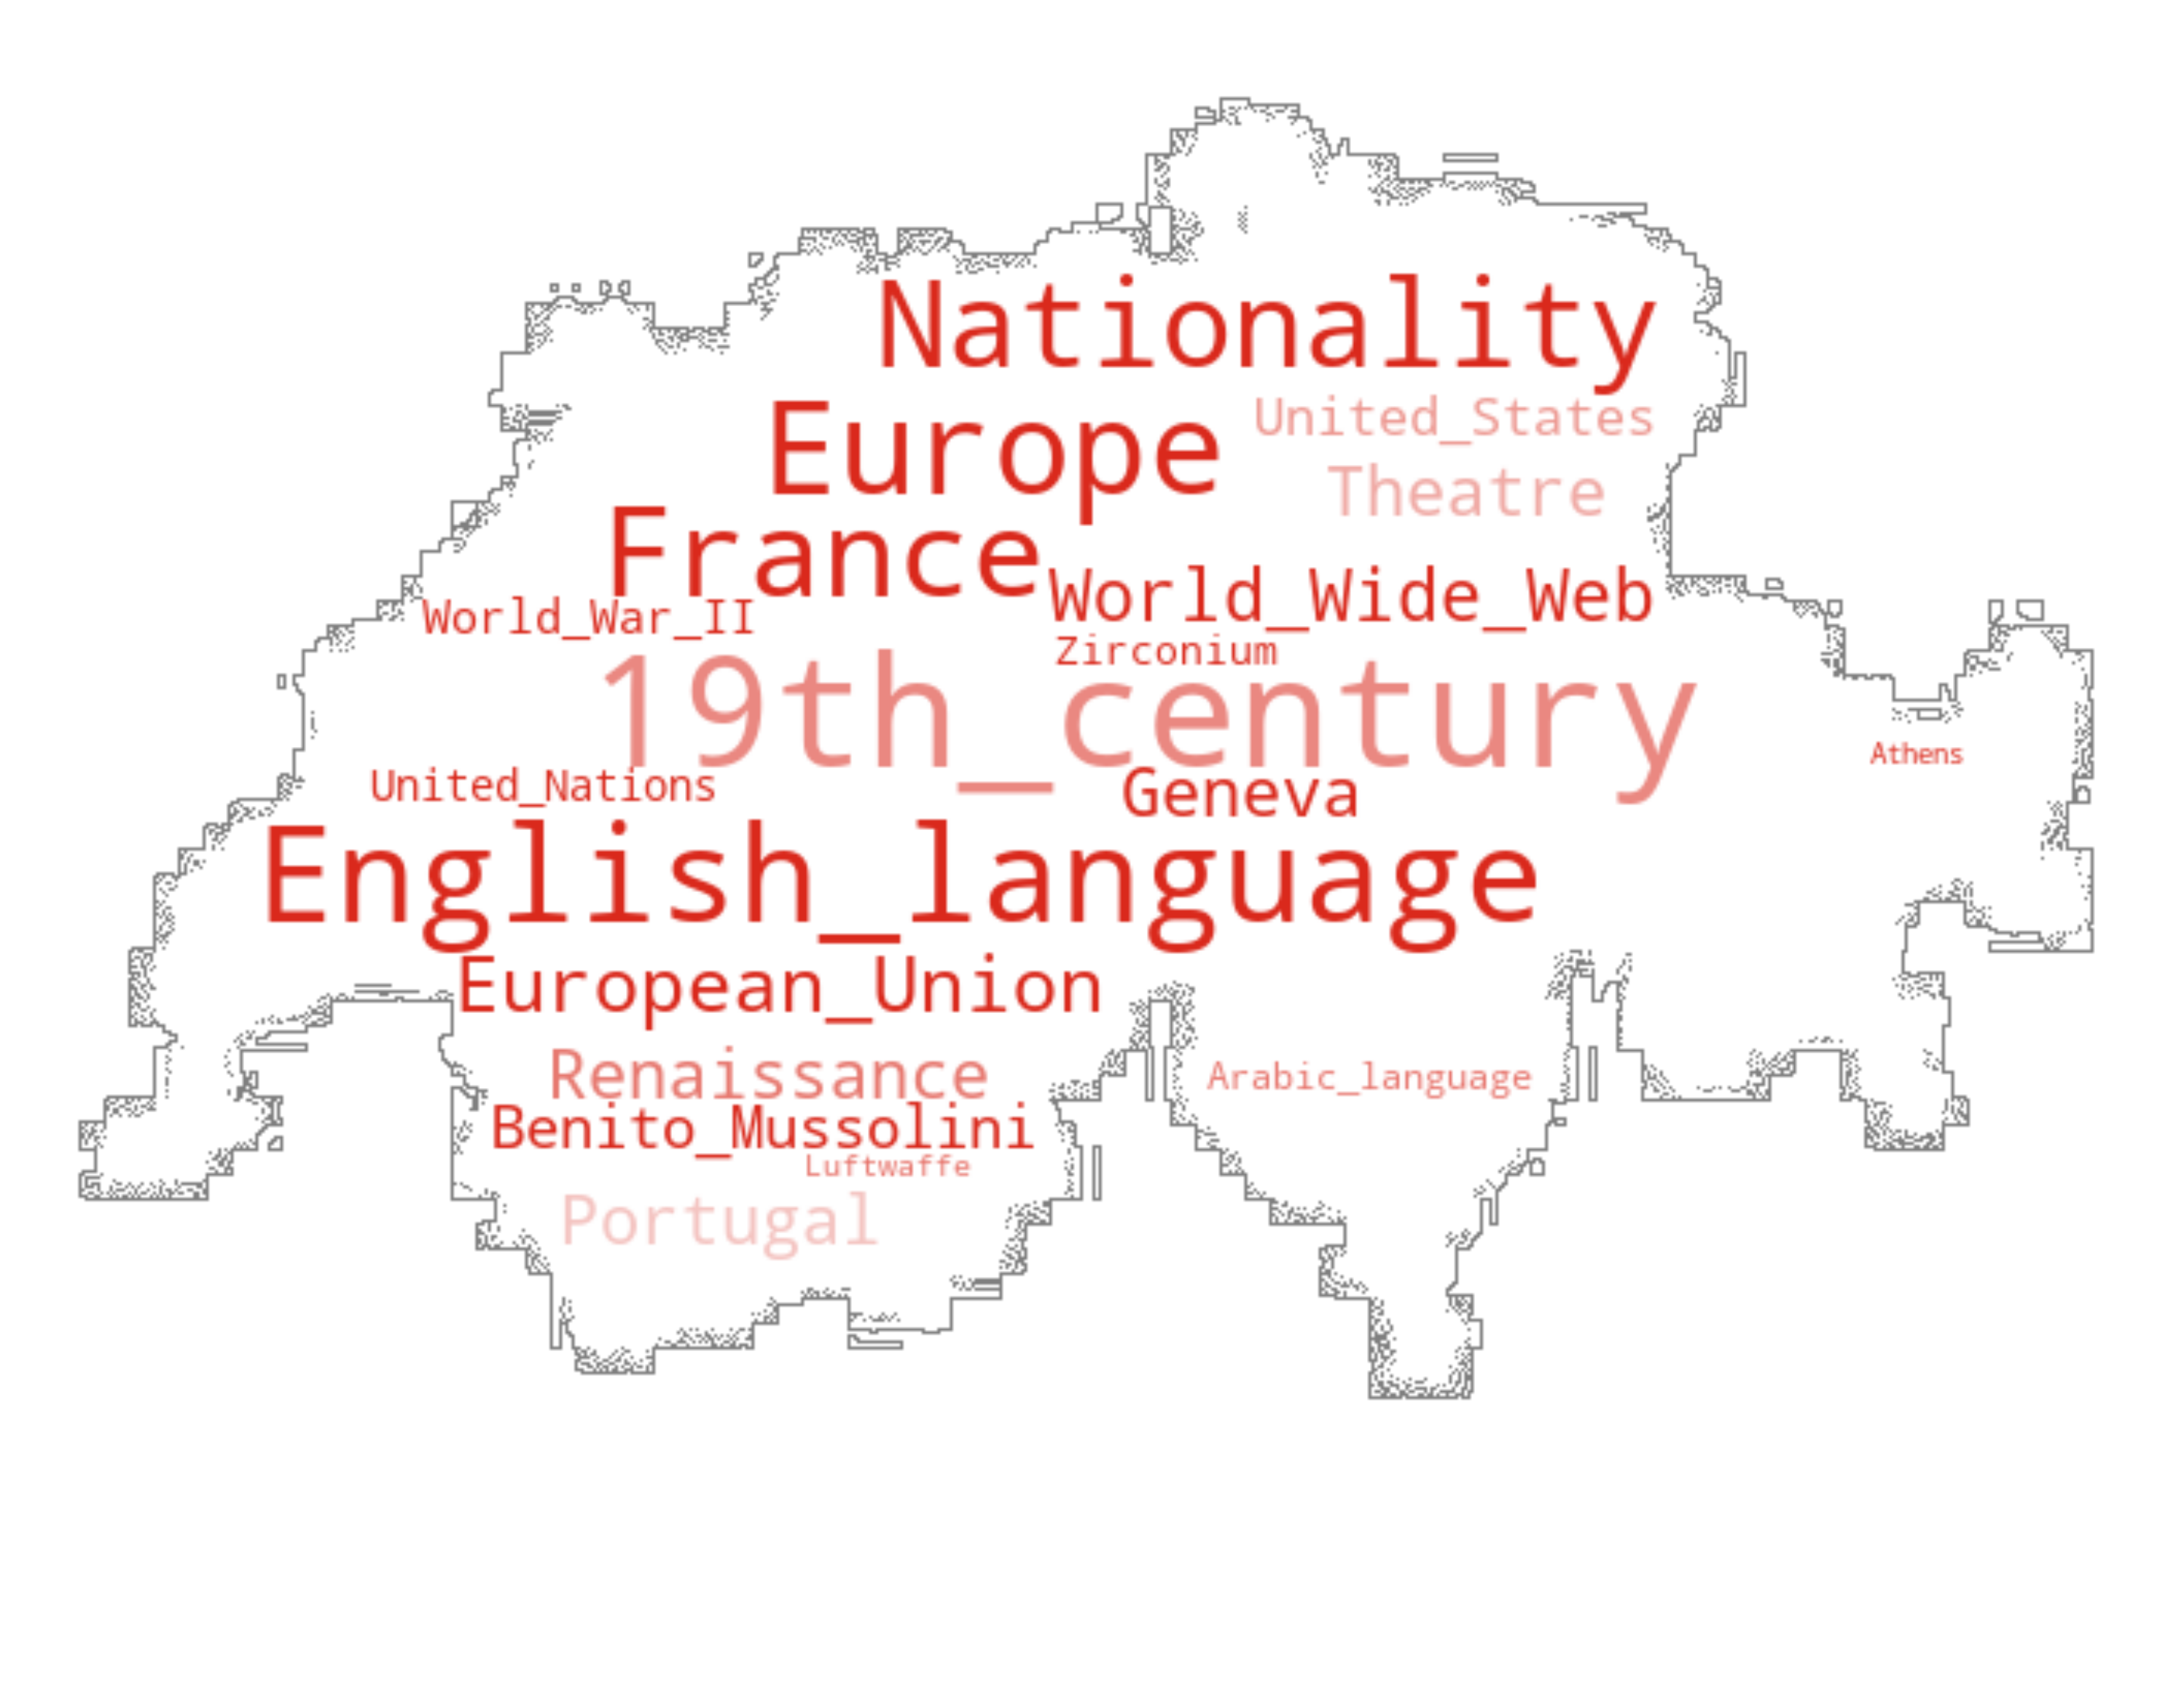 Nationality
United_States
Europe
Theatre
France
World_Wide_Web
World_War_II
Zirconium
19th_century
Athens
United_Nations
Geneva
English_language
European_Union
Renaissance
Arabic_language
Benito_Mussolini
Luftwaffe
Portugal